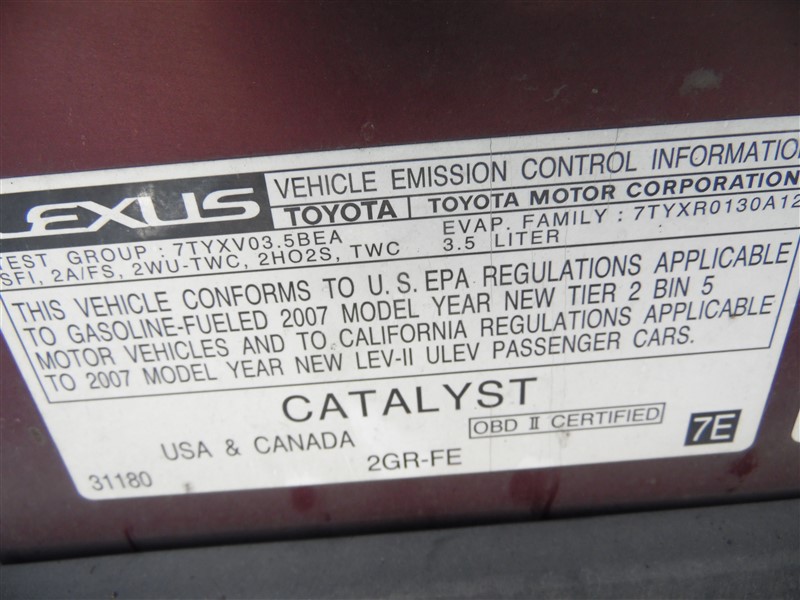 LEXUS
VEHICLE EMISSION CONTROL INFORMATIO
TOYOTA
TOYOTA MOTOR CORPORATION
TEST GROUP : 7TYXV03.5BEA
EVAP. FAMILY : 7TYXR0130A12
SFI, 2A/FS, 2WU-TWC, 2HO2S, TWC
3.5 LITER
THIS VEHICLE CONFORMS TO U.S. EPA REGULATIONS APPLICABLE
TO GASOLINE-FUELED 2007 MODEL YEAR NEW TIER 2 BIN 5
MOTOR VEHICLES AND TO CALIFORNIA REGULATIONS APPLICABLE
TO 2007 MODEL YEAR NEW LEV-II ULEV PASSENGER CARS.
CATALYST
USA & CANADA
OBD II CERTIFIED
7E
31180
2GR-FE